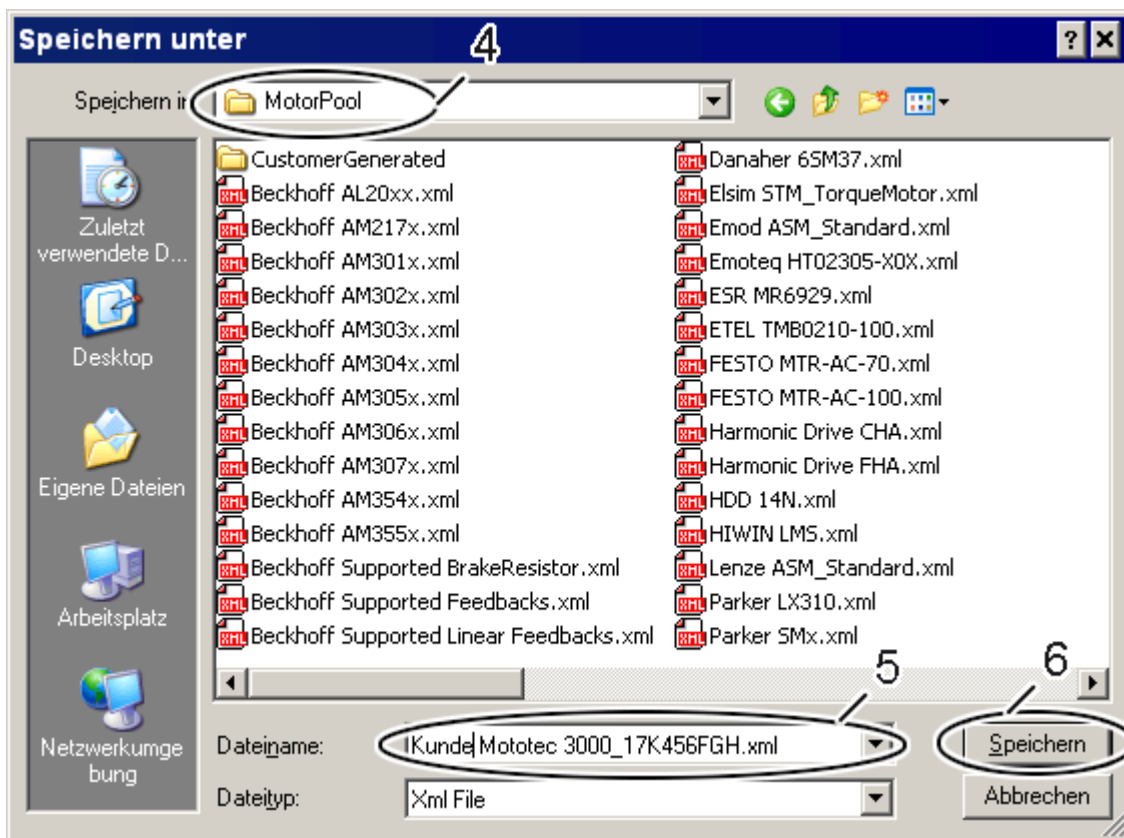 Speichern unter
4
Speichern in
MotorPool
Zuletzt
verwendete D...
Desktop
Eigene Dateien
Arbeitsplatz
Netzwerkumge
bung
CustomerGenerated
Beckhoff AL20xx.xml
Beckhoff AM217x.xml
Beckhoff AM301x.xml
Beckhoff AM302x.xml
Beckhoff AM303x.xml
Beckhoff AM304x.xml
Beckhoff AM305x.xml
Beckhoff AM306x.xml
Beckhoff AM307x.xml
Beckhoff AM354x.xml
Beckhoff AM355x.xml
Beckhoff Supported BrakeResistor.xml
Beckhoff Supported Feedbacks.xml
Beckhoff Supported Linear Feedbacks.xml
Danaher 6SM37.xml
Elsim STM_TorqueMotor.xml
Emod ASM_Standard.xml
Emoteq HT02305-X0X.xml
ESR MR6929.xml
ETEL TMB0210-100.xml
FESTO MTR-AC-70.xml
FESTO MTR-AC-100.xml
Harmonic Drive CHA.xml
Harmonic Drive FHA.xml
HDD 14N.xml
HIWIN LMS.xml
Lenze ASM_Standard.xml
Parker LX310.xml
Parker SMx.xml
5
6
Dateiname:
Kunde Mototec 3000_17K456FGH.xml
Speichern
Dateityp:
Xml File
Abbrechen